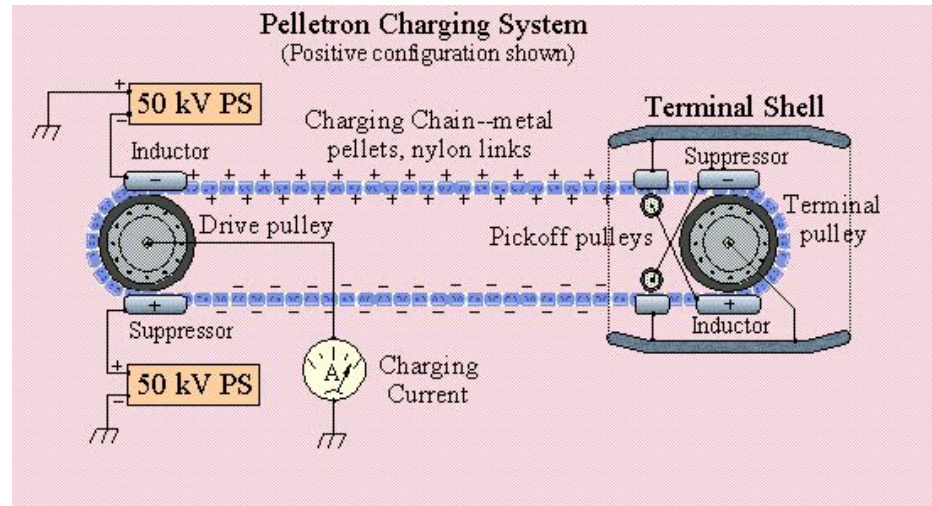 Pelletron Charging System
(Positive configuration shown)
+
50 kV PS
−
Inductor
Charging Chain--metal
pellets, nylon links
Terminal Shell
Suppressor
−
+ + + + + + + + + +
−
+ + + + + + + + + +
Drive pulley
Pickoff pulleys
Terminal
pulley
− − − − − − − − − −
+
− − − − − − − − − −
+
Suppressor
Inductor
+
50 kV PS
−
A
Charging
Current